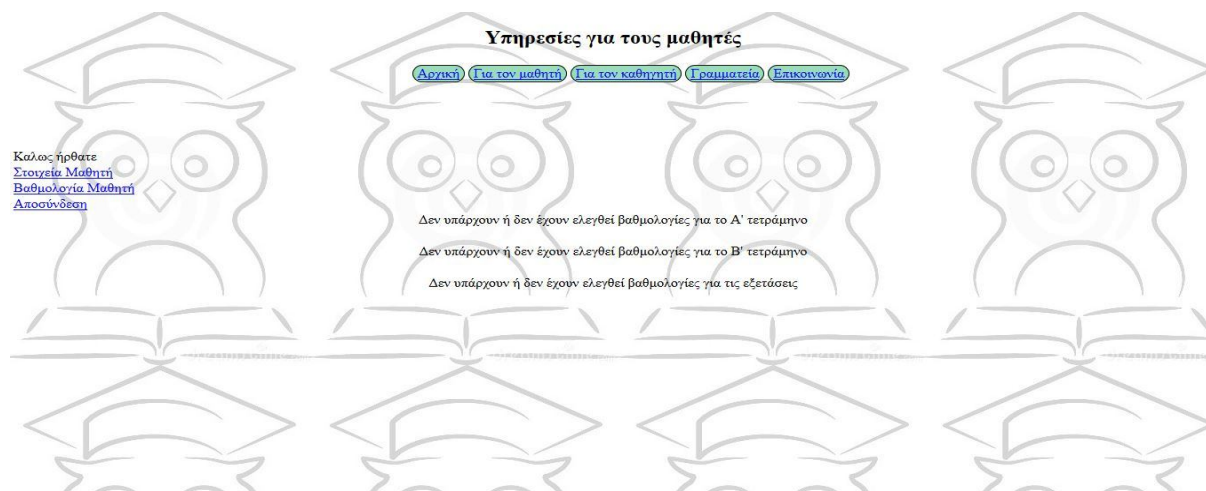 Υπηρεσίες για τους μαθητές
Αρχική Για τον μαθητή Για τον καθηγητή Γραμματεία Επικοινωνία
Καλως ήρθατε
Στοιχεία Μαθητή
Βαθμολογία Μαθητή
Αποσύνδεση
Δεν υπάρχουν ή δεν έχουν ελεγθεί βαθμολογίες για το Α' τετράμηνο
Δεν υπάρχουν ή δεν έχουν ελεγθεί βαθμολογίες για το Β' τετράμηνο
Δεν υπάρχουν ή δεν έχουν ελεγθεί βαθμολογίες για τις εξετάσεις